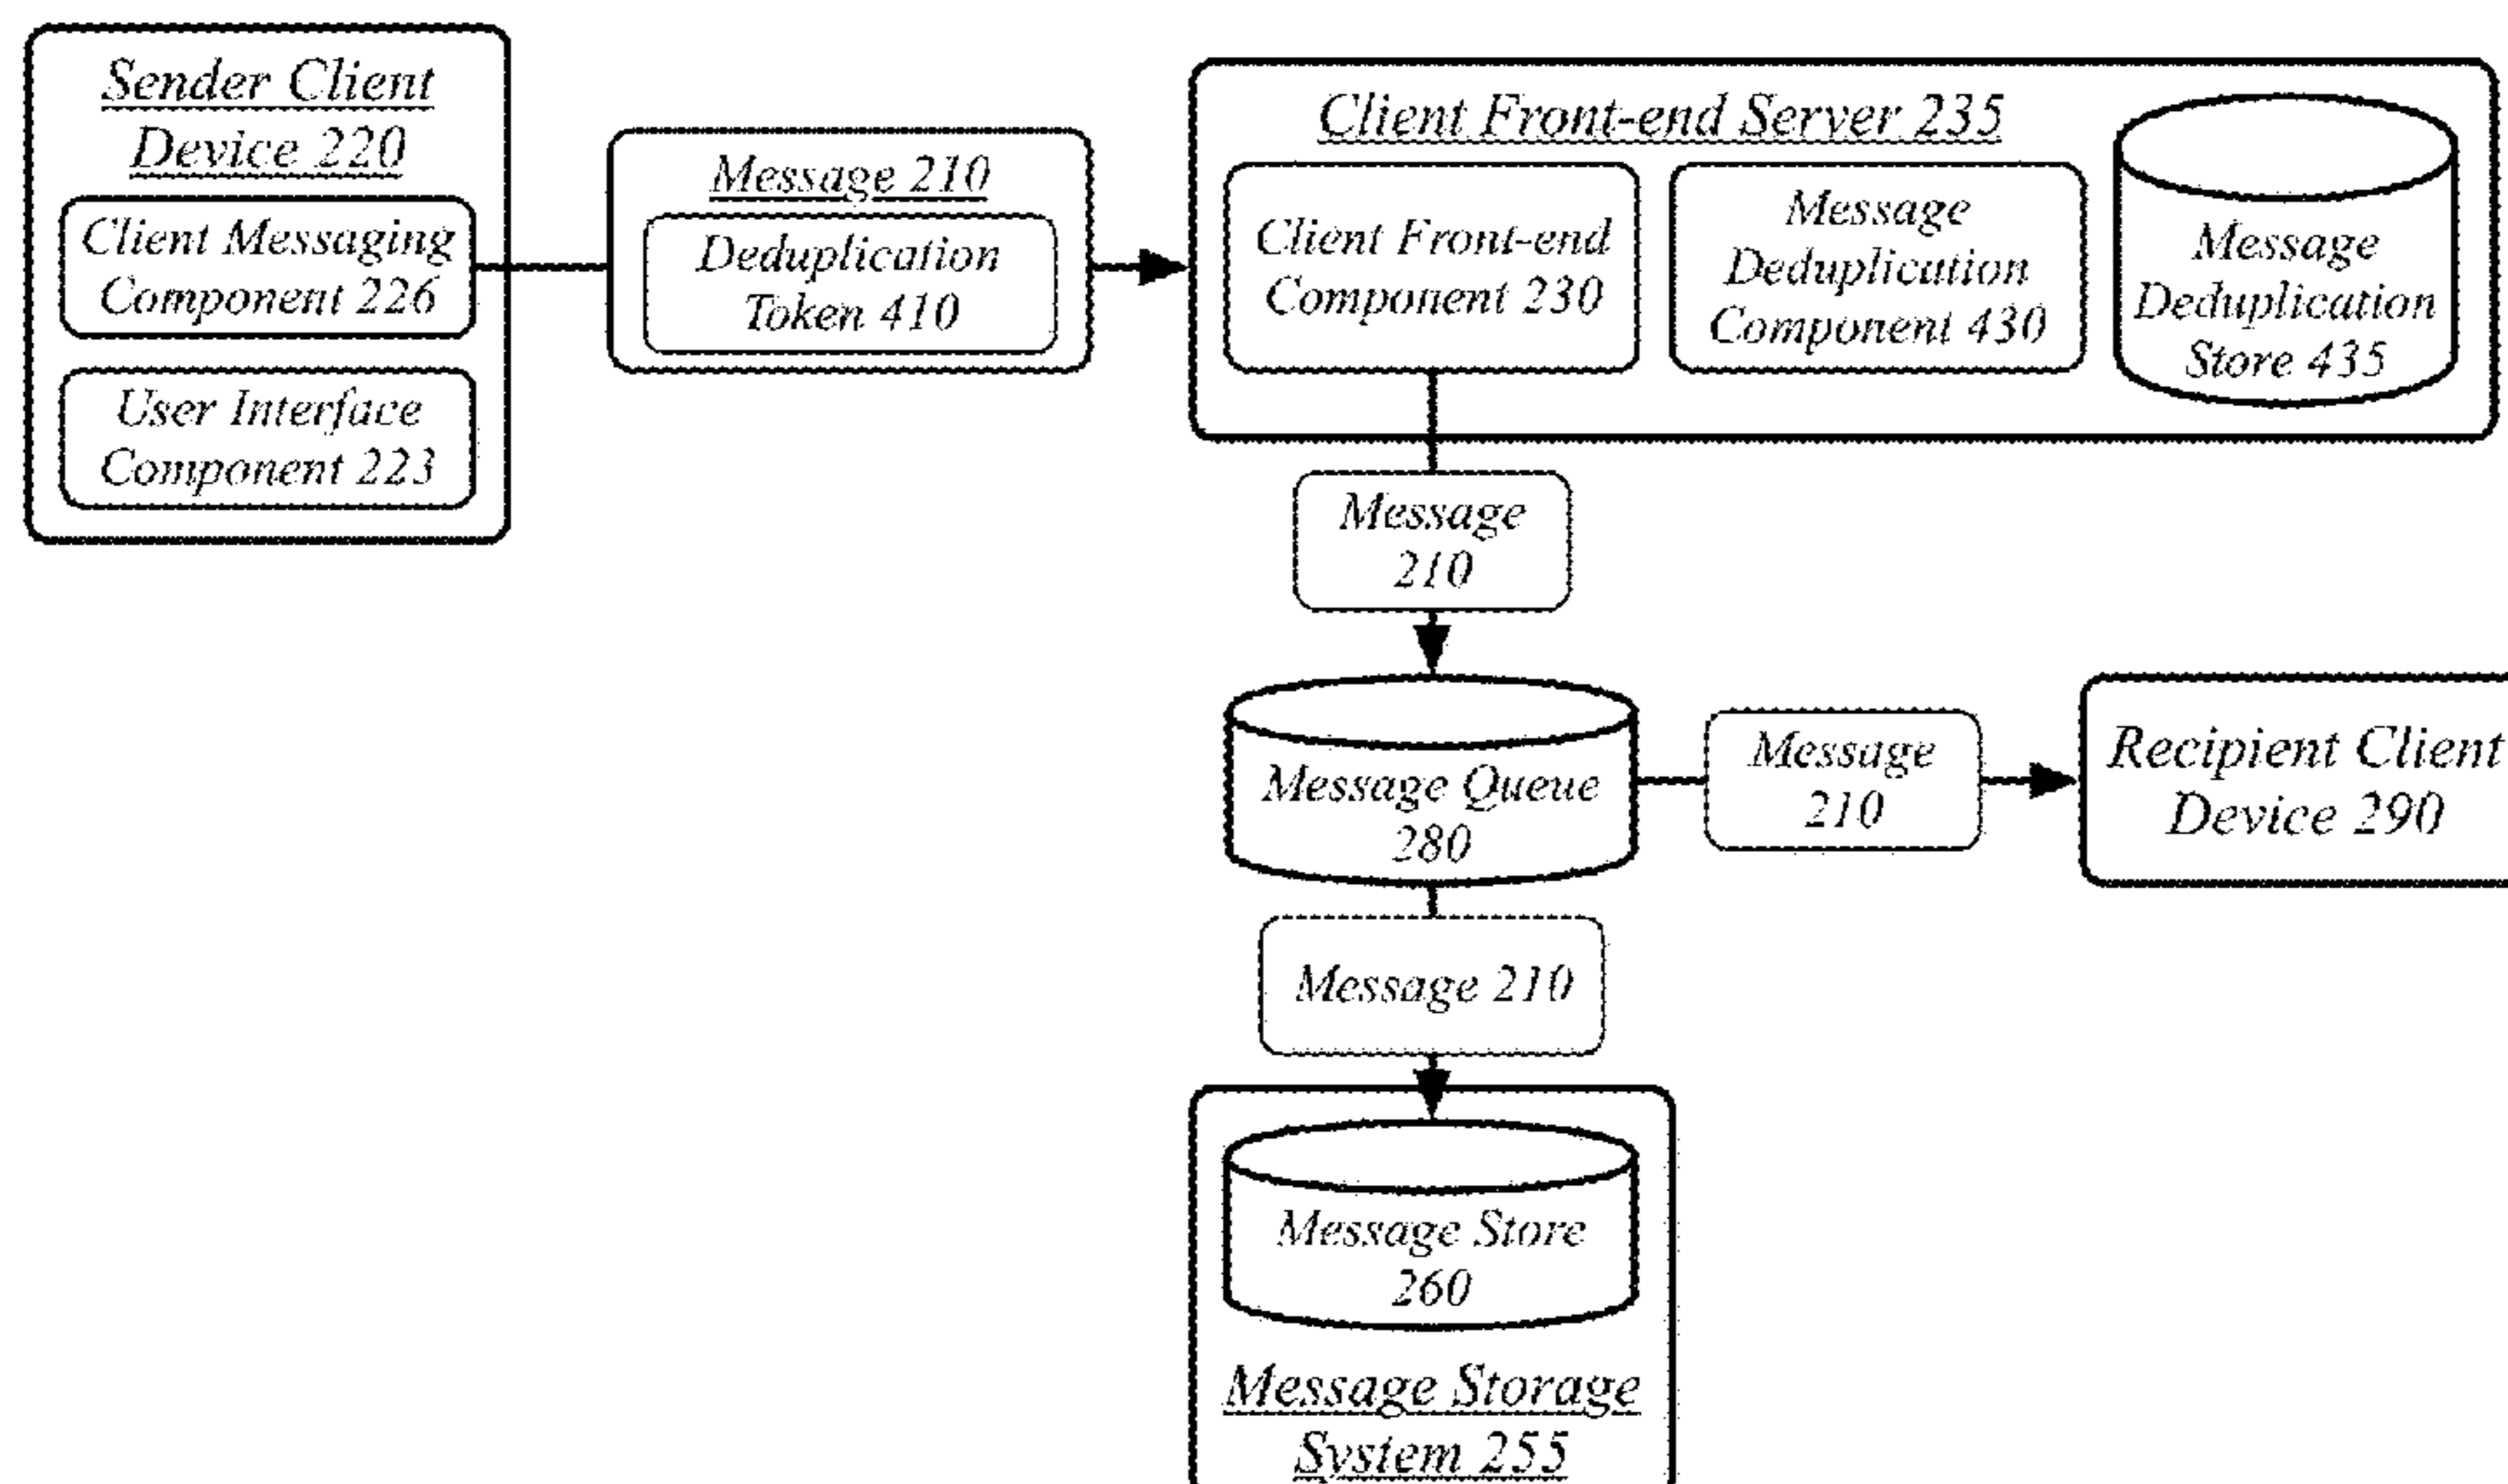 Sender Client
Device 220
Client Messaging
Component 226
User Interface
Component 223
Message 210
Deduplication
Token 410
Client Front-end Server 235
Client Front-end
Component 230
Message
Deduplication
Component 430
Message
Deduplication
Store 435
Message
210
Message Queue
280
Message
210
Recipient Client
Device 290
Message 210
Message Store
260
Message Storage
System 255